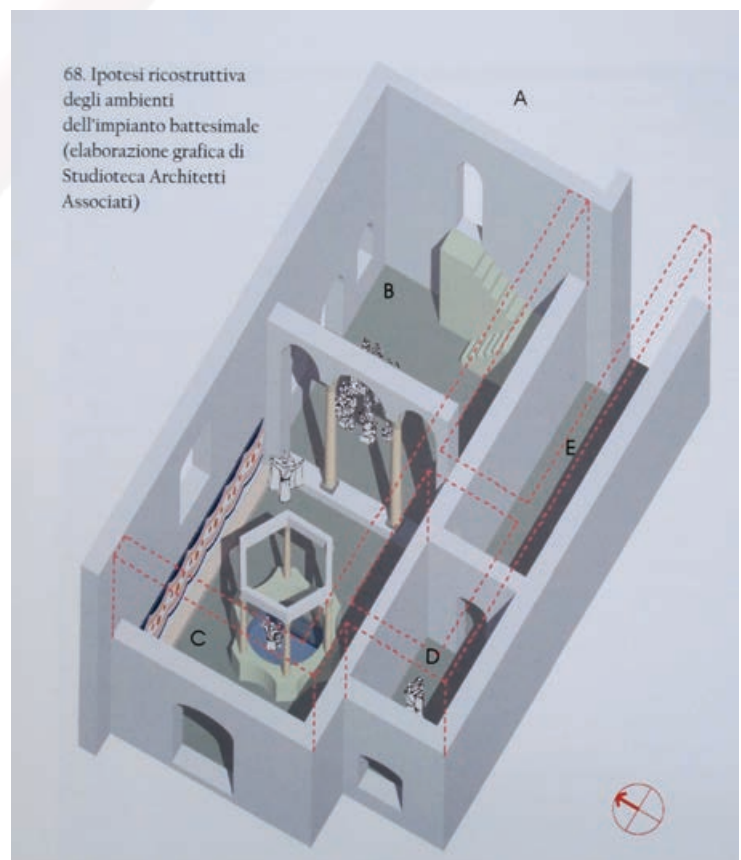 68. Ipotesi ricostruttiva
degli ambienti
dell'impianto battesimale
(elaborazione grafica di
Studioteca Architetti
Associati)
A
B
E
C
D